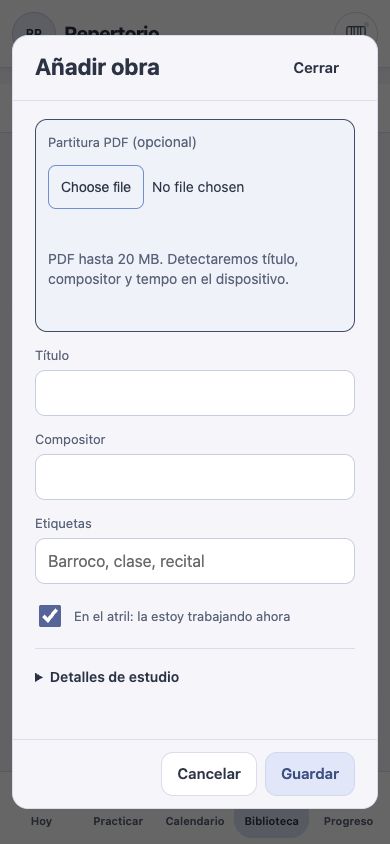 RR Repertorio
Añadir obra
Cerrar
Partitura PDF (opcional)
Choose file No file chosen
PDF hasta 20 MB. Detectaremos título,
compositor y tempo en el dispositivo.
Título
Compositor
Etiquetas
Barroco, clase, recital
En el atril: la estoy trabajando ahora
Detalles de estudio
Cancelar
Guardar
Hoy Practicar Calendario Biblioteca Progreso